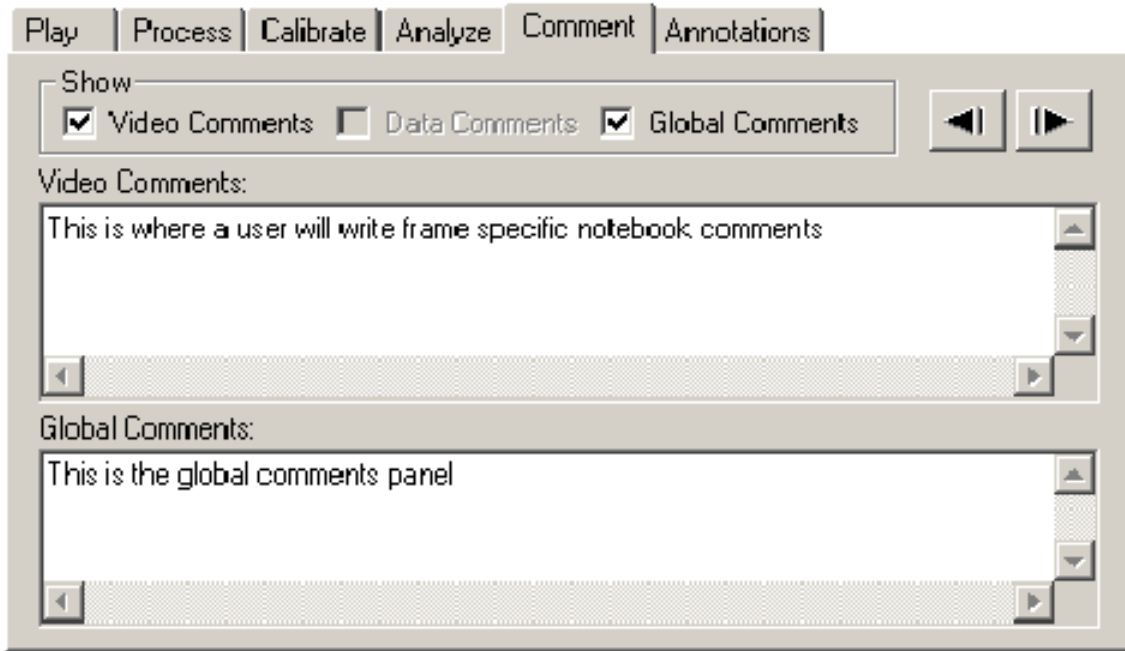 Play Process Calibrate Analyze Comment Annotations
Show
Video Comments Data Comments Global Comments
Video Comments:
This is where a user will write frame specific notebook comments
Global Comments:
This is the global comments panel